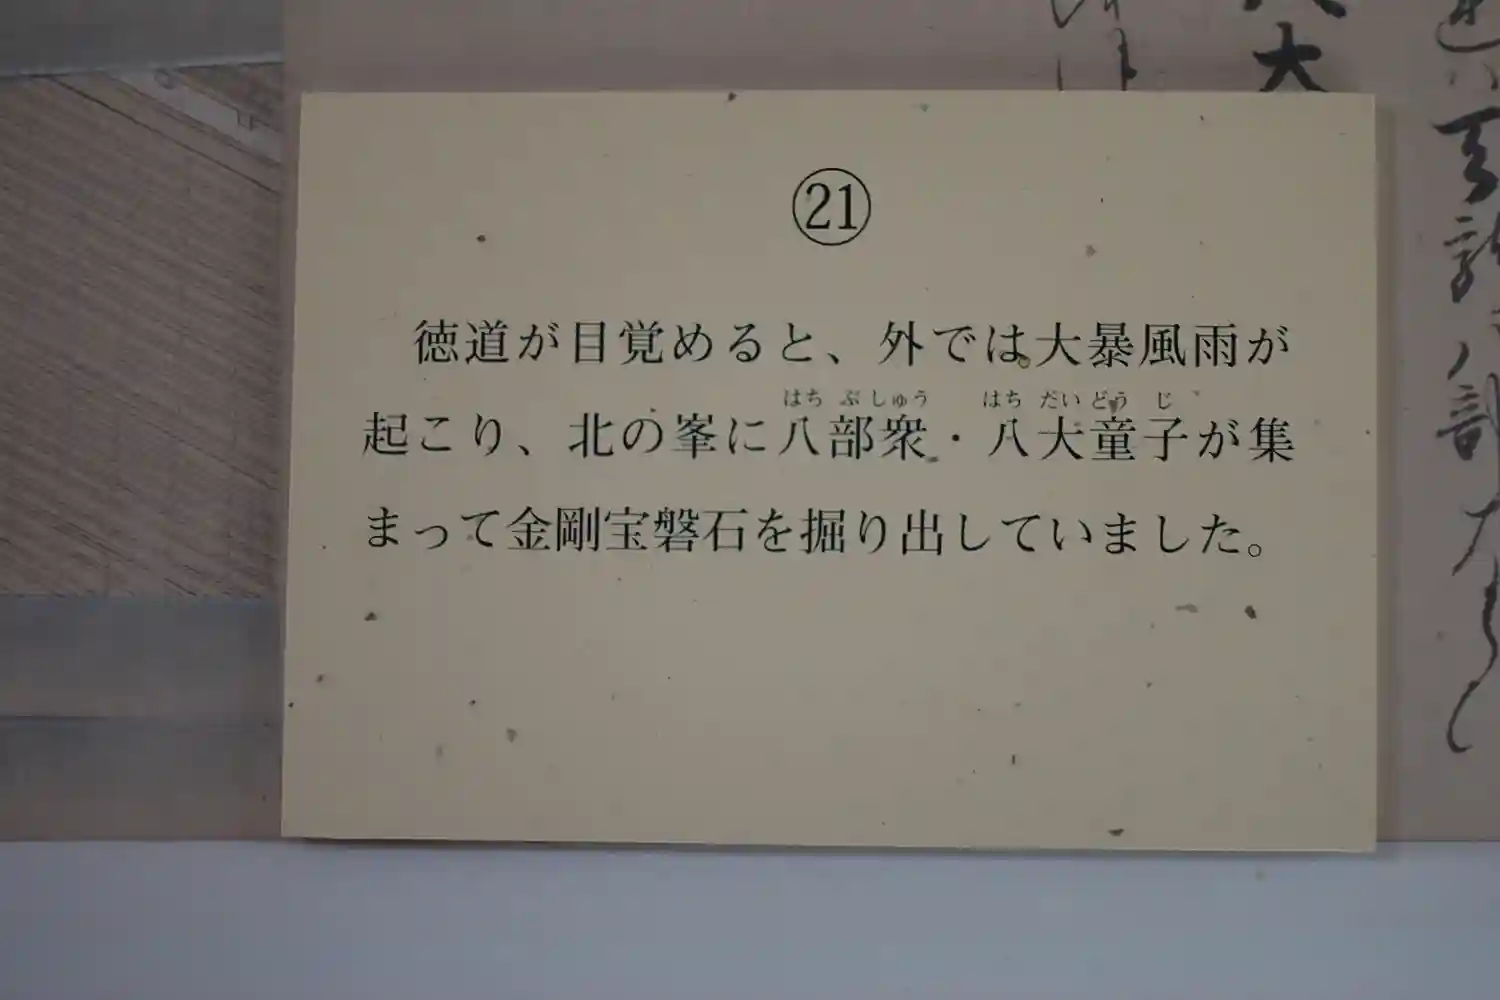 ㉑
徳道が目覚めると、外では大暴風雨が
起こり、北の峯に八部衆・八大童子が集
はち ぶ しゅう はち だい どう じ
まって金剛宝磐石を掘り出していました。
大
八部